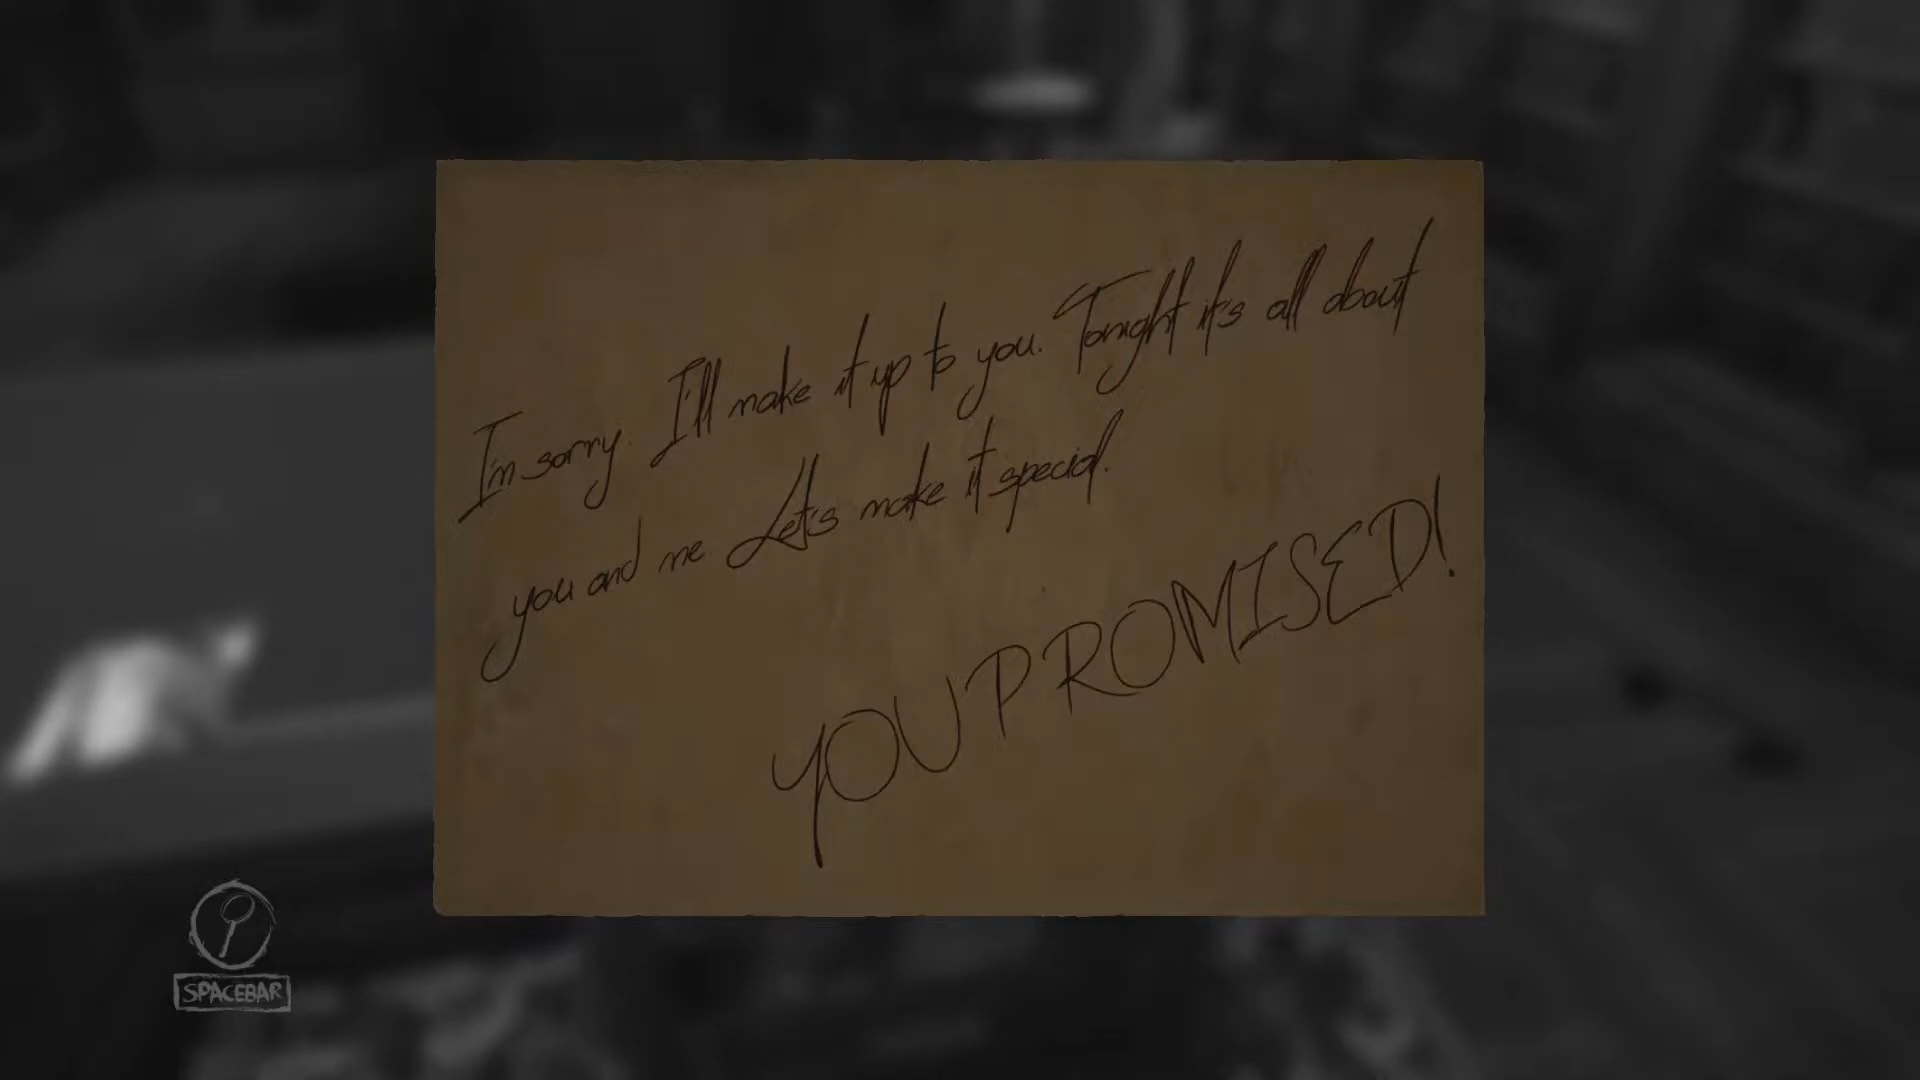 I'm sorry. I'll make it up to you. Tonight it's all about
you and me. Let's make it special.
YOU PROMISED!
SPACEBAR